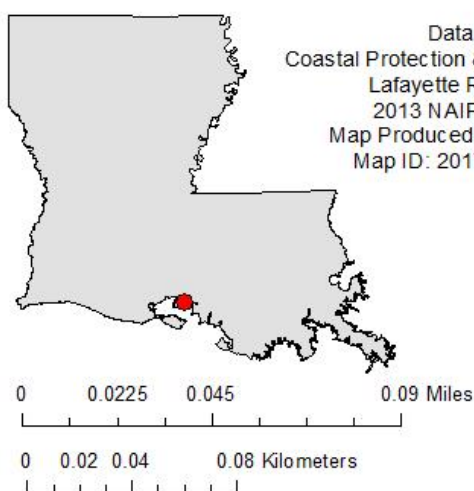 Data
Coastal Protection
Lafayette
2013 NAIP
Map Produced
Map ID: 201
0 0.0225 0.045 0.09 Miles
0 0.02 0.04 0.08 Kilometers